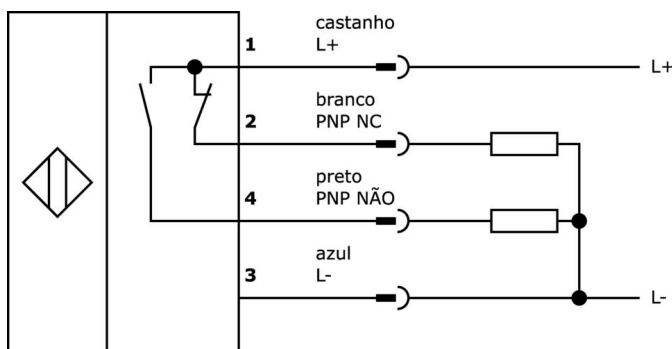 castanho
1 L+
L+
branco
2 PNP NC
preto
4 PNP NÃO
azul
3 L-
L-